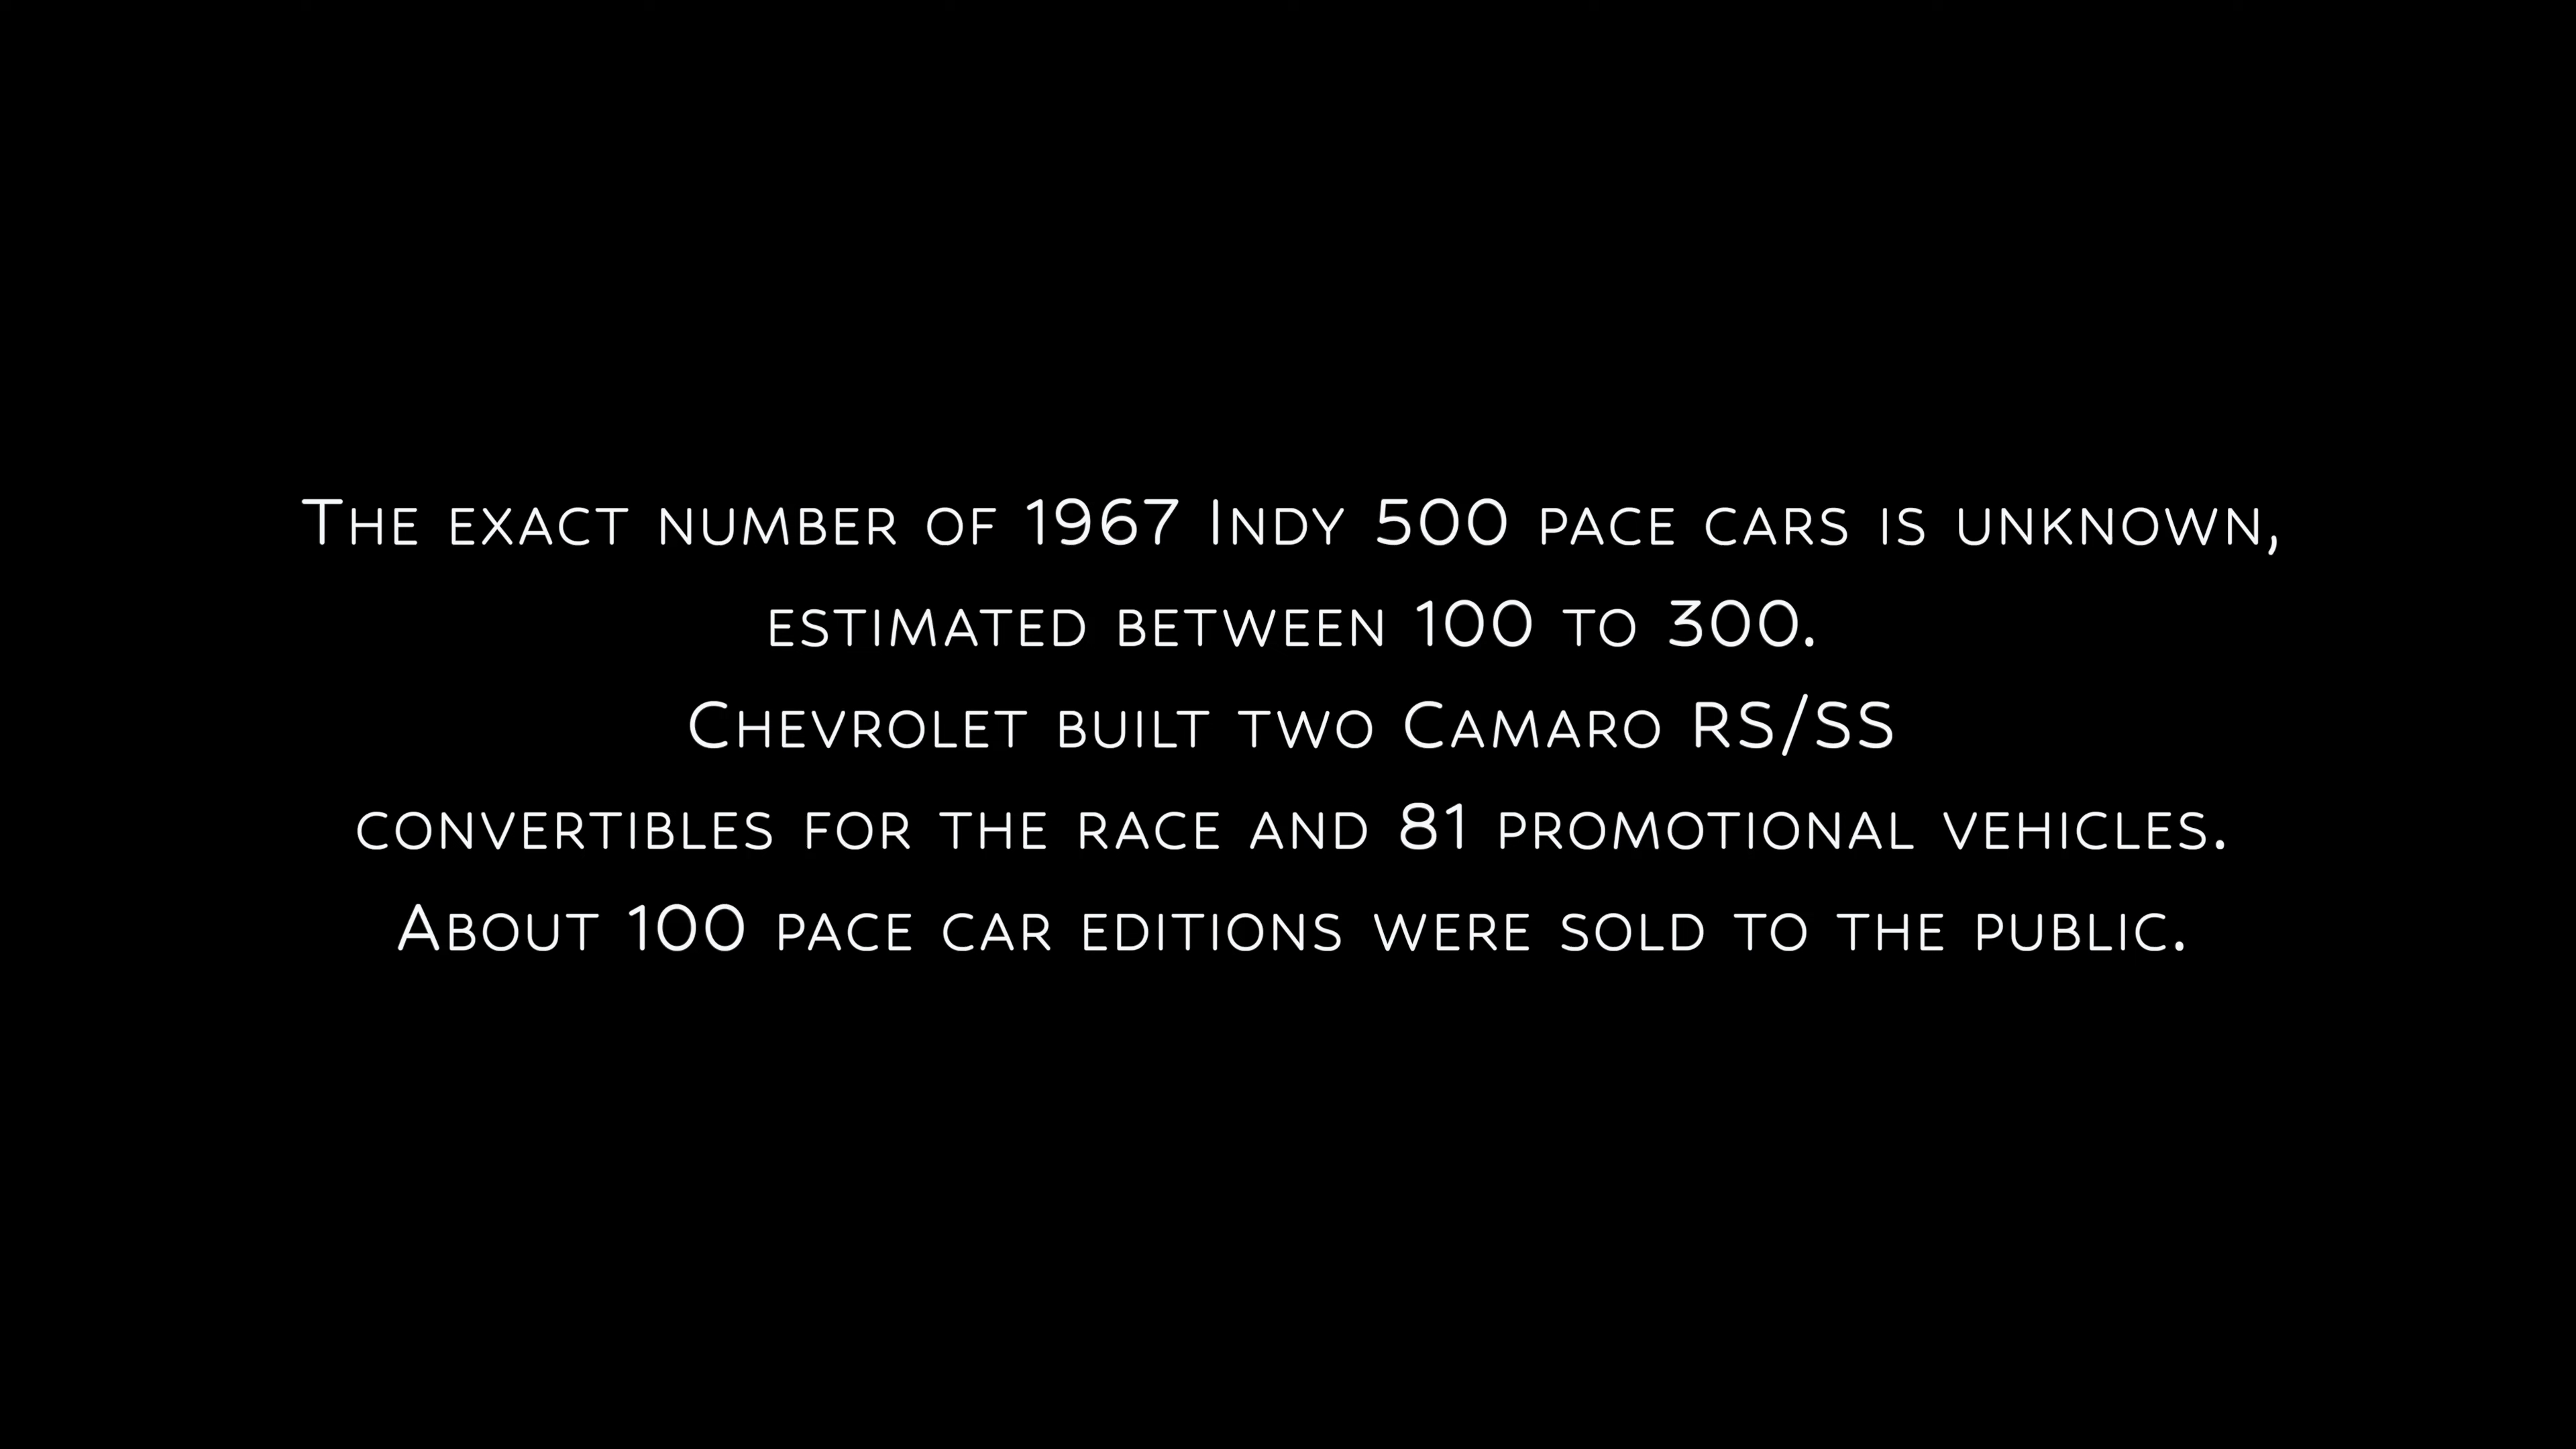 The exact number of 1967 Indy 500 pace cars is unknown,
estimated between 100 to 300.
Chevrolet built two Camaro RS/SS
convertibles for the race and 81 promotional vehicles.
About 100 pace car editions were sold to the public.